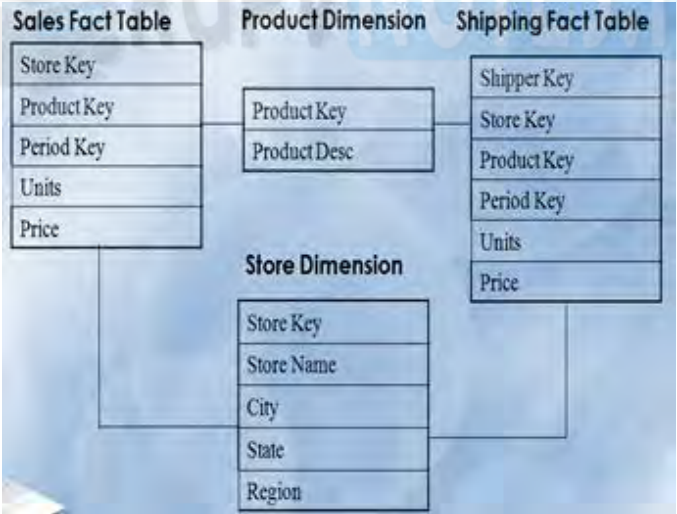 Sales Fact Table
Store Key
Product Key
Period Key
Units
Price
Product Dimension
Product Key
Product Desc
Shipping Fact Table
Shipper Key
Store Key
Product Key
Period Key
Units
Price
Store Dimension
Store Key
Store Name
City
State
Region